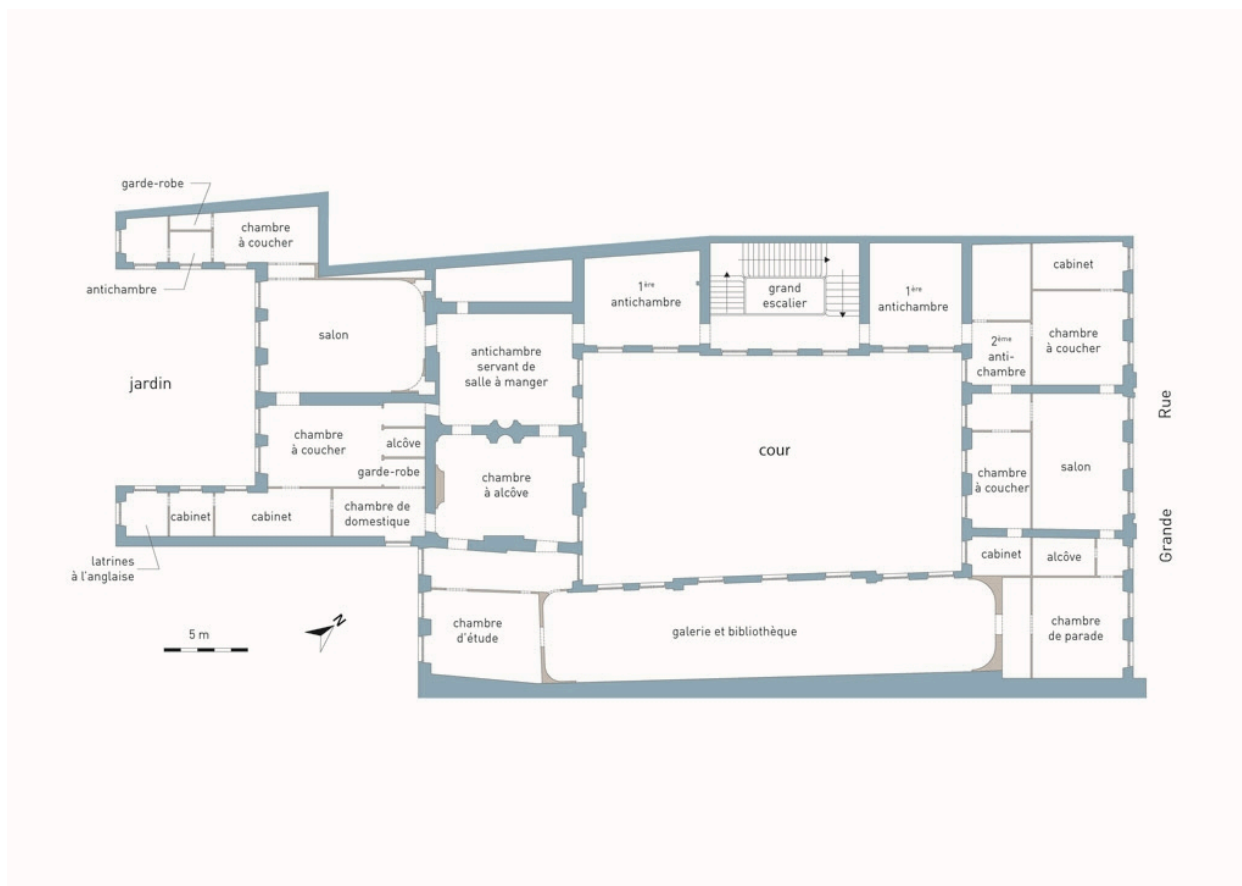 garde-robe
chambre
à coucher
antichambre
cabinet
1ère
antichambre
grand
escalier
1ère
antichambre
salon
antichambre
servant de
salle à manger
2ème
anti-
chambre
chambre
à coucher
jardin
Rue
Grande
chambre
à coucher
alcôve
garde-robe
chambre
à alcôve
cour
chambre
à coucher
salon
cabinet
cabinet
chambre de
domestique
latrines
à l'anglaise
cabinet
alcôve
5 m
N
chambre
d'étude
galerie et bibliothèque
chambre
de parade